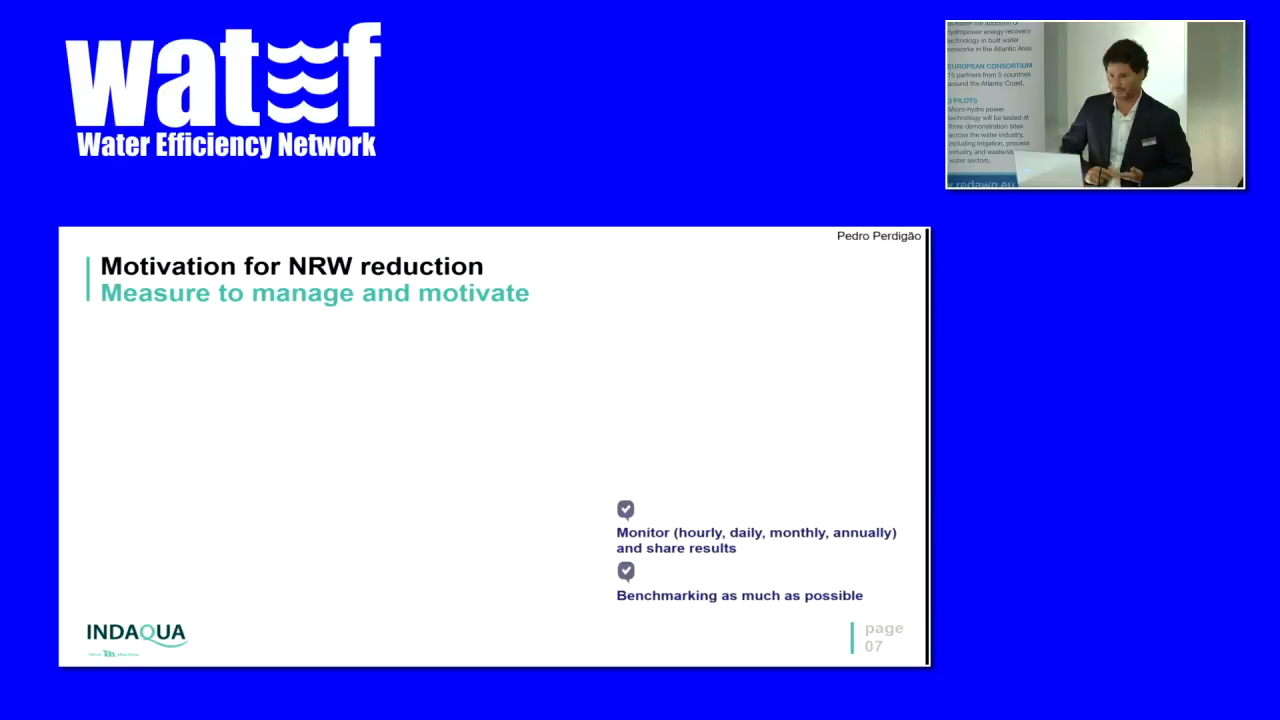 watef
Water Efficiency Network
hydropower energy recovery
technology in built water
networks in the Atlantic Area.
EUROPEAN CONSORTIUM
15 partners from 5 countries
around the Atlantic Coast.
3 PILOTS
Micro-hydro power
technology will be tested at
three demonstration sites
across the water industry,
including irrigation, process
industry and
water sectors.
redawn.eu
Pedro Perdigão
Motivation for NRW reduction
Measure to manage and motivate
Monitor (hourly, daily, monthly, annually)
and share results
Benchmarking as much as possible
INDAQUA
page
07